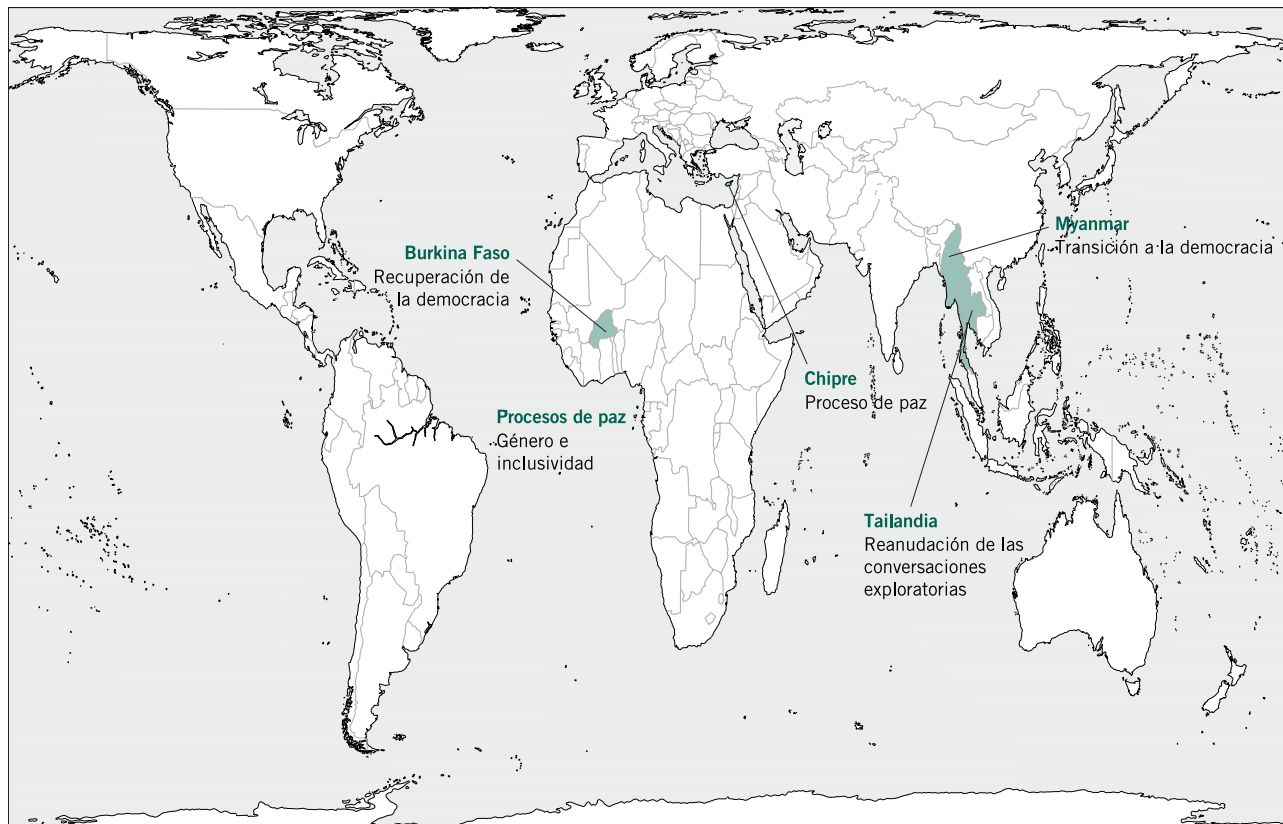 Burkina Faso
Recuperación de
la democracia
Procesos de paz
Género e
inclusividad
Chipre
Proceso de paz
Myanmar
Transición a la democracia
Tailandia
Reanudación de las
conversaciones
exploratorias